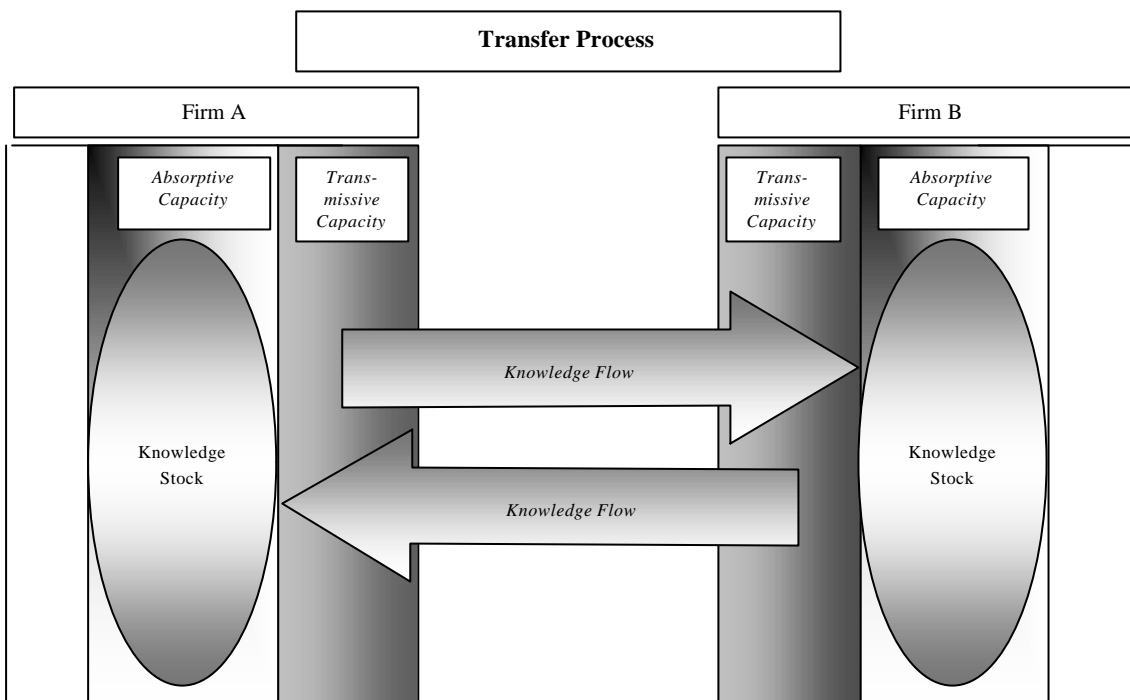 Transfer Process
Firm A
Firm B
Absorptive
Capacity
Trans-
missive
Capacity
Trans-
missive
Capacity
Absorptive
Capacity
Knowledge Flow
Knowledge
Stock
Knowledge Flow
Knowledge
Stock